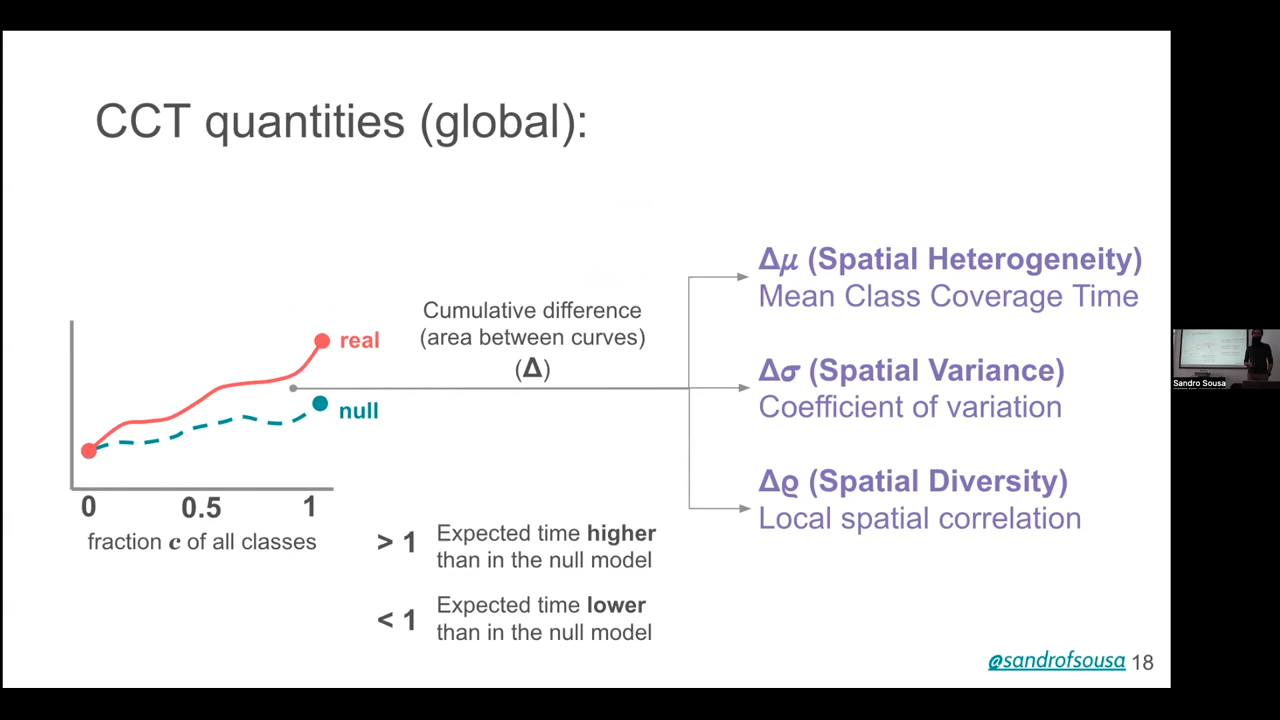 CCT quantities (global):
real
null
0 0.5 1
fraction c of all classes
Cumulative difference
(area between curves)
(Δ)
> 1 Expected time higher
than in the null model
< 1 Expected time lower
than in the null model
Δμ (Spatial Heterogeneity)
Mean Class Coverage Time
Δσ (Spatial Variance)
Coefficient of variation
Δϱ (Spatial Diversity)
Local spatial correlation
@sandrofsousa 18
Sandro Sousa